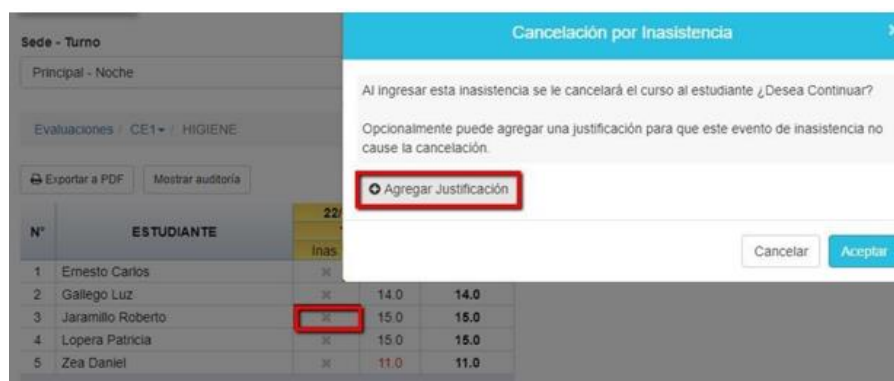 Sede - Turno
Principal - Noche
Evaluaciones / CE1 / HIGIENE
Exportar a PDF
Mostrar auditoría
N° ESTUDIANTE 22/
Inas.
1 Ernesto Carlos
2 Gallego Luz 14.0 14.0
3 Jaramillo Roberto 15.0 15.0
4 Lopera Patricia 15.0 15.0
5 Zea Daniel 11.0 11.0
Cancelación por Inasistencia
Al ingresar esta inasistencia se le cancelará el curso al estudiante ¿Desea Continuar?
Opcionalmente puede agregar una justificación para que este evento de inasistencia no
cause la cancelación.
Agregar Justificación
Cancelar
Aceptar